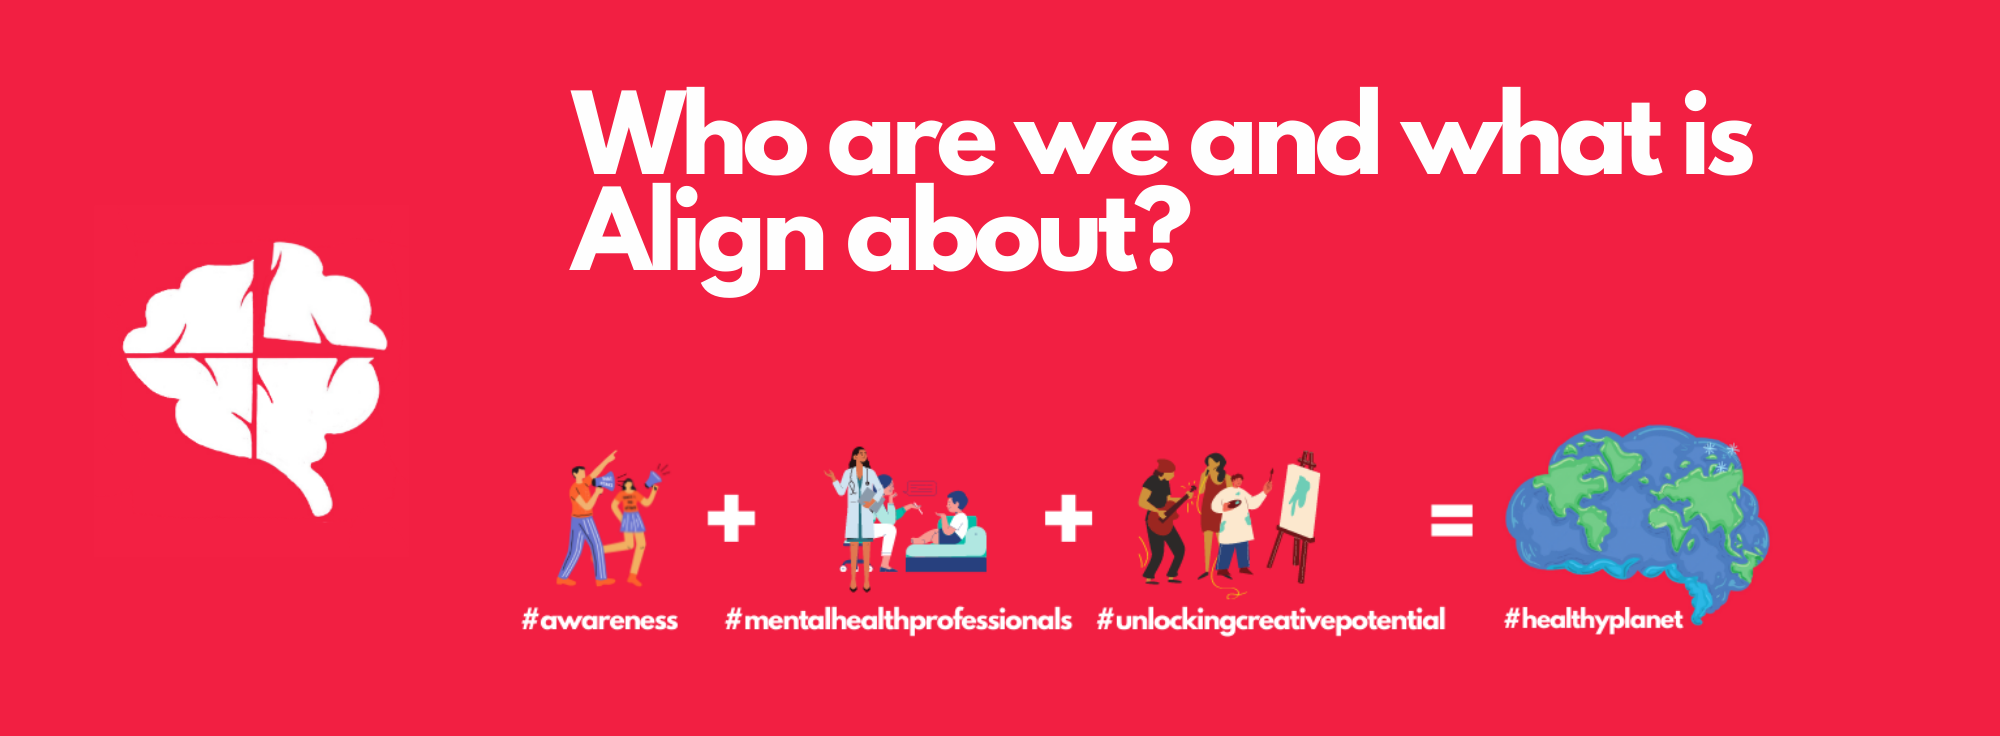 Who are we and what is
Align about?
#awareness
#mentalhealthprofessionals
#unlockingcreativepotential
#healthyplanet